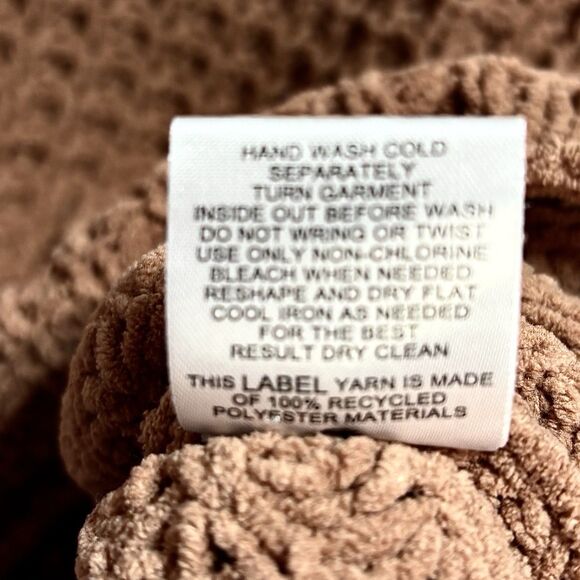 HAND WASH COLD
SEPARATELY
TURN GARMENT
INSIDE OUT BEFORE WASH
DO NOT WRING OR TWIST
USE ONLY NON-CHLORINE
BLEACH WHEN NEEDED
RESHAPE AND DRY FLAT
COOL IRON AS NEEDED
FOR THE BEST
RESULT DRY CLEAN
THIS LABEL YARN IS MADE
OF 100% RECYCLED
POLYESTER MATERIALS